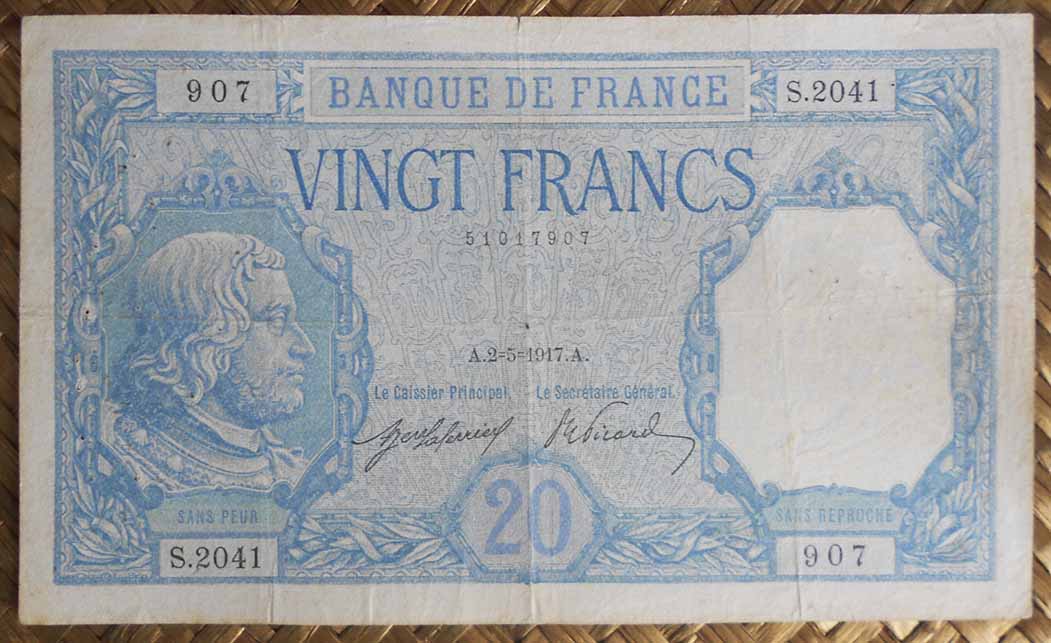 907
BANQUE DE FRANCE
S.2041
VINGT FRANCS
51017907
A.2=5=1917.A.
Le Caissier Principal, Le Secrétaire Général,
SANS PEUR
20
SANS REPROCHE
S.2041
907